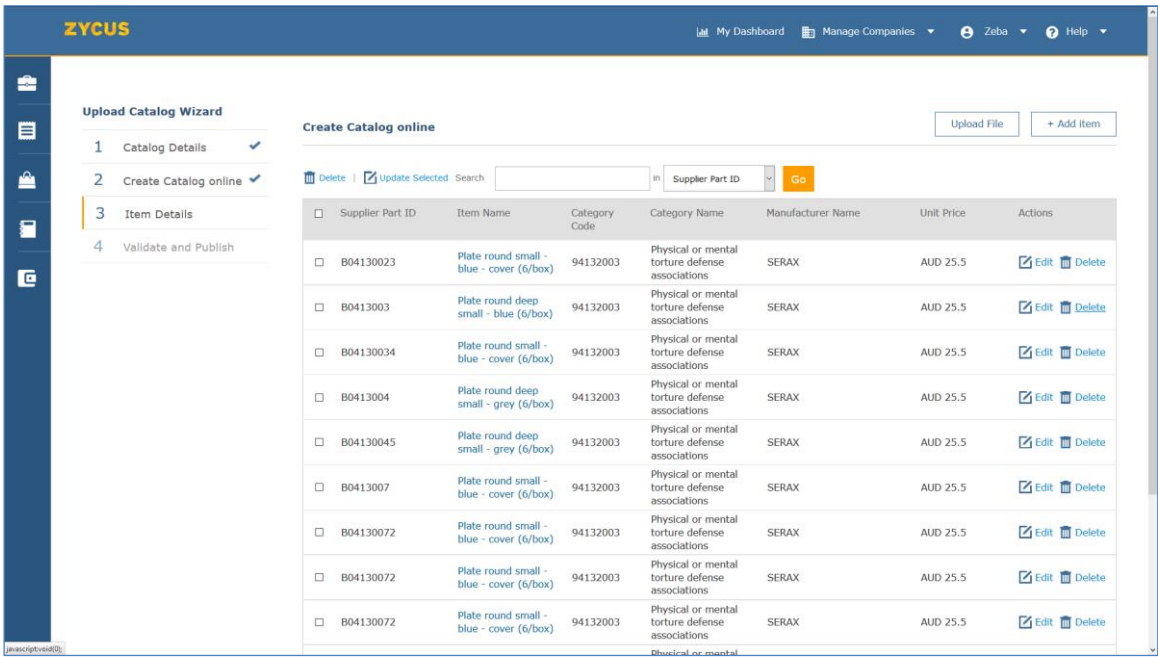 ZYCUS
My Dashboard Manage Companies Zeba Help
Upload Catalog Wizard
1 Catalog Details
2 Create Catalog online
3 Item Details
4 Validate and Publish
Create Catalog online
Upload File + Add item
Delete | Update Selected Search in Supplier Part ID Go
Supplier Part ID Item Name Category Code Category Name Manufacturer Name Unit Price Actions
B04130023 Plate round small - blue - cover (6/box) 94132003 Physical or mental torture defense associations SERAX AUD 25.5 Edit Delete
B0413003 Plate round deep small - blue (6/box) 94132003 Physical or mental torture defense associations SERAX AUD 25.5 Edit Delete
B04130034 Plate round small - blue - cover (6/box) 94132003 Physical or mental torture defense associations SERAX AUD 25.5 Edit Delete
B0413004 Plate round deep small - grey (6/box) 94132003 Physical or mental torture defense associations SERAX AUD 25.5 Edit Delete
B04130045 Plate round deep small - grey (6/box) 94132003 Physical or mental torture defense associations SERAX AUD 25.5 Edit Delete
B0413007 Plate round small - blue - cover (6/box) 94132003 Physical or mental torture defense associations SERAX AUD 25.5 Edit Delete
B04130072 Plate round small - blue - cover (6/box) 94132003 Physical or mental torture defense associations SERAX AUD 25.5 Edit Delete
B04130072 Plate round small - blue - cover (6/box) 94132003 Physical or mental torture defense associations SERAX AUD 25.5 Edit Delete
B04130072 Plate round small - blue - cover (6/box) 94132003 Physical or mental torture defense associations SERAX AUD 25.5 Edit Delete
Physical or mental
javascript:void(0);